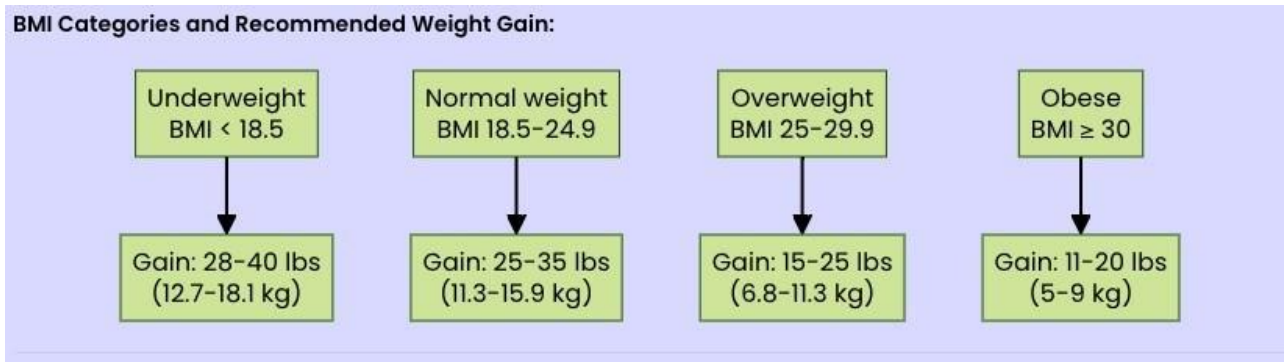 BMI Categories and Recommended Weight Gain:
Underweight
BMI < 18.5
Normal weight
BMI 18.5-24.9
Overweight
BMI 25-29.9
Obese
BMI ≥ 30
Gain: 28-40 lbs
(12.7-18.1 kg)
Gain: 25-35 lbs
(11.3-15.9 kg)
Gain: 15-25 lbs
(6.8-11.3 kg)
Gain: 11-20 lbs
(5-9 kg)